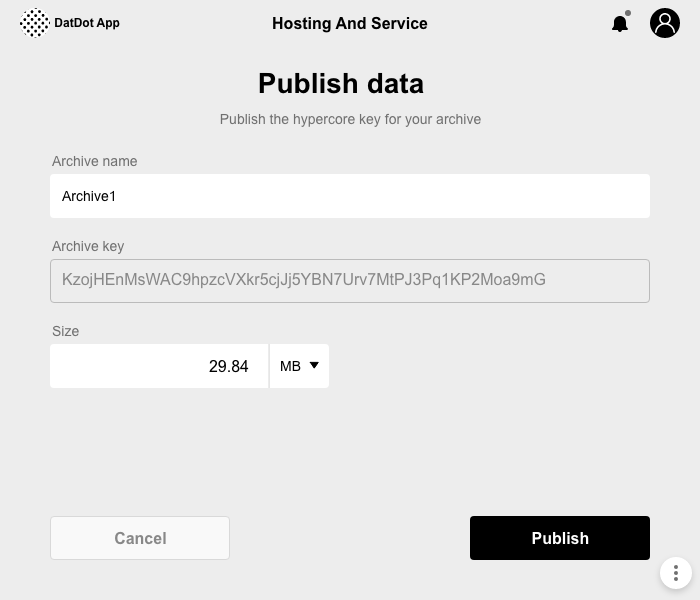 DatDot App
Hosting And Service
Publish data
Publish the hypercore key for your archive
Archive name
Archive1
Archive key
KzojHEnMsWAC9hpzcVXkr5cjJj5YBN7Urv7MtPJ3Pq1KP2Moa9mG
Size
29.84 MB
Cancel Publish